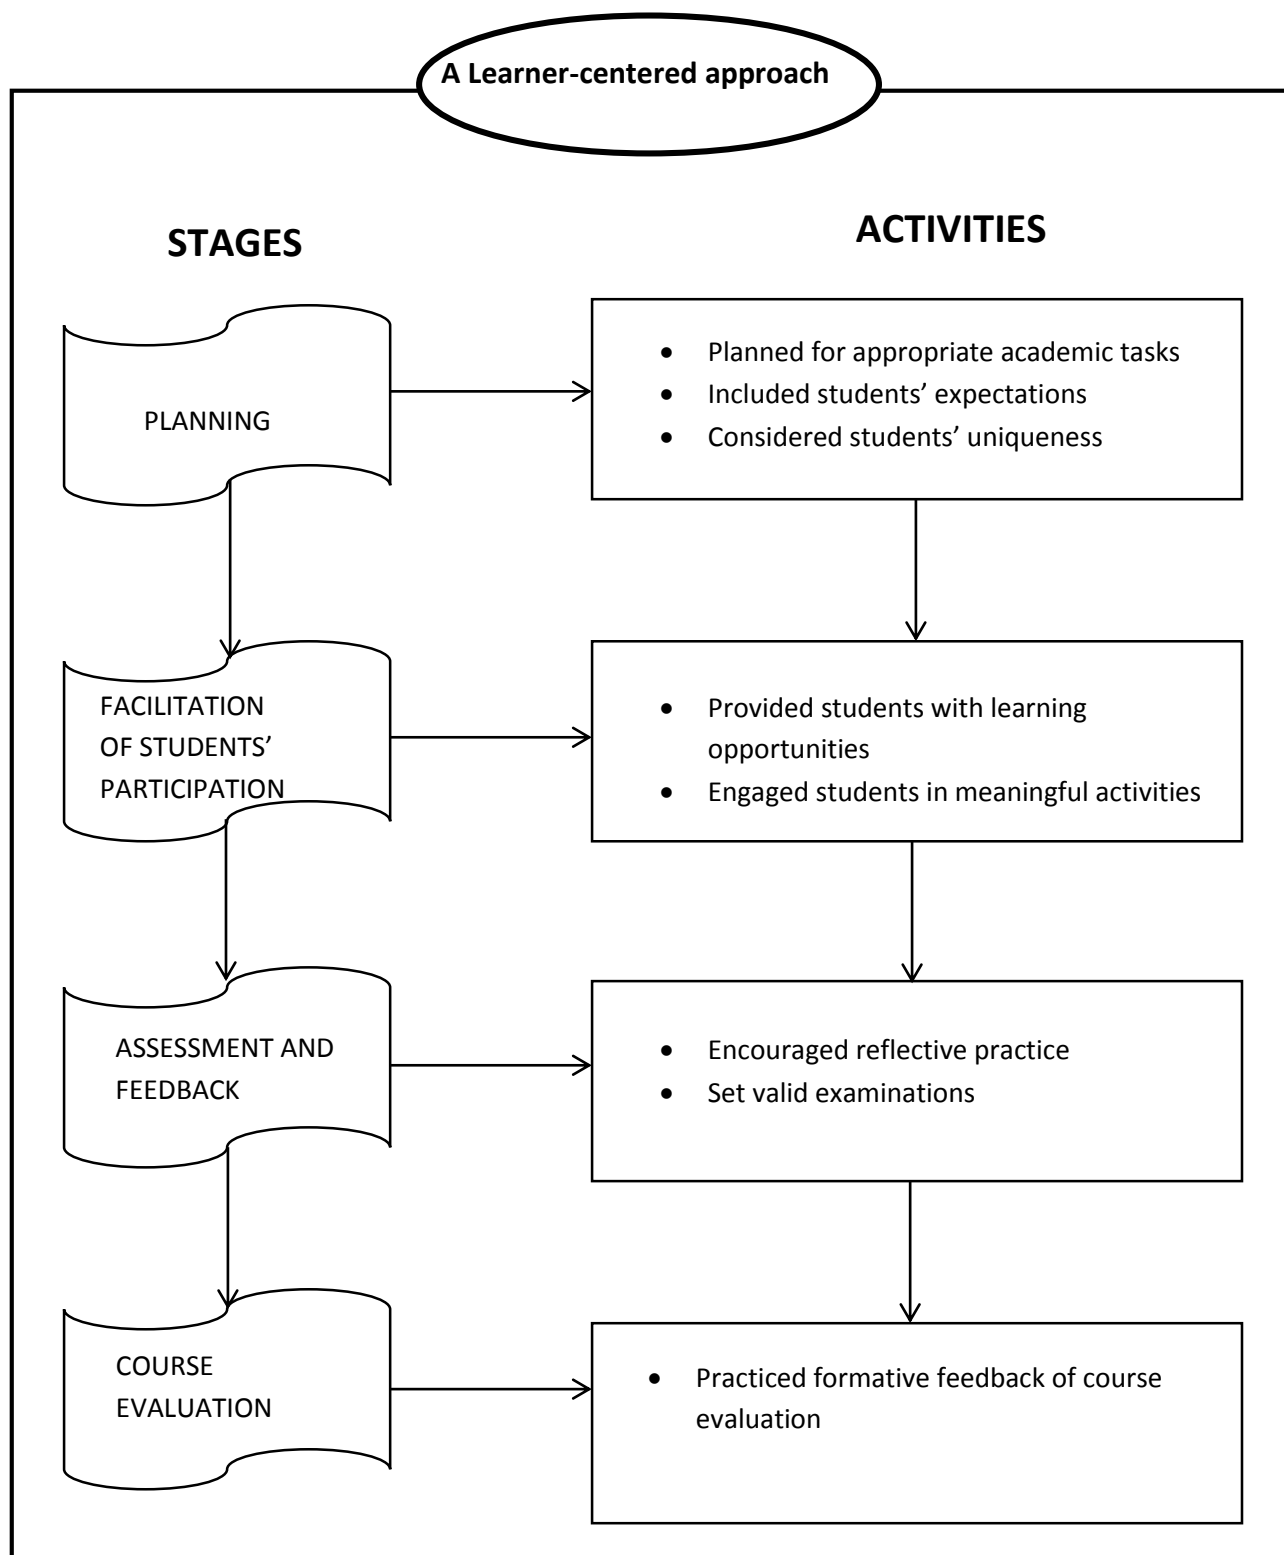 A Learner-centered approach
STAGES
ACTIVITIES
PLANNING
• Planned for appropriate academic tasks
• Included students’ expectations
• Considered students’ uniqueness
FACILITATION
OF STUDENTS’
PARTICIPATION
• Provided students with learning
opportunities
• Engaged students in meaningful activities
ASSESSMENT AND
FEEDBACK
• Encouraged reflective practice
• Set valid examinations
COURSE
EVALUATION
• Practiced formative feedback of course
evaluation